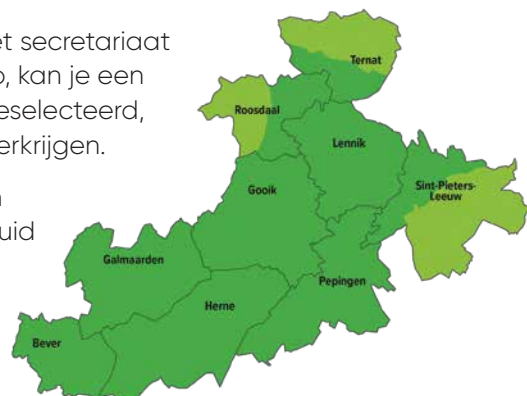 et secretariaat
o, kan je een
eselecteerd,
erkrijgen.
n
uid
Ternat
Roosdaal
Lennik
Sint-Pieters-
Leeuw
Gooik
Galmaarden
Pepingen
Herne
Bever